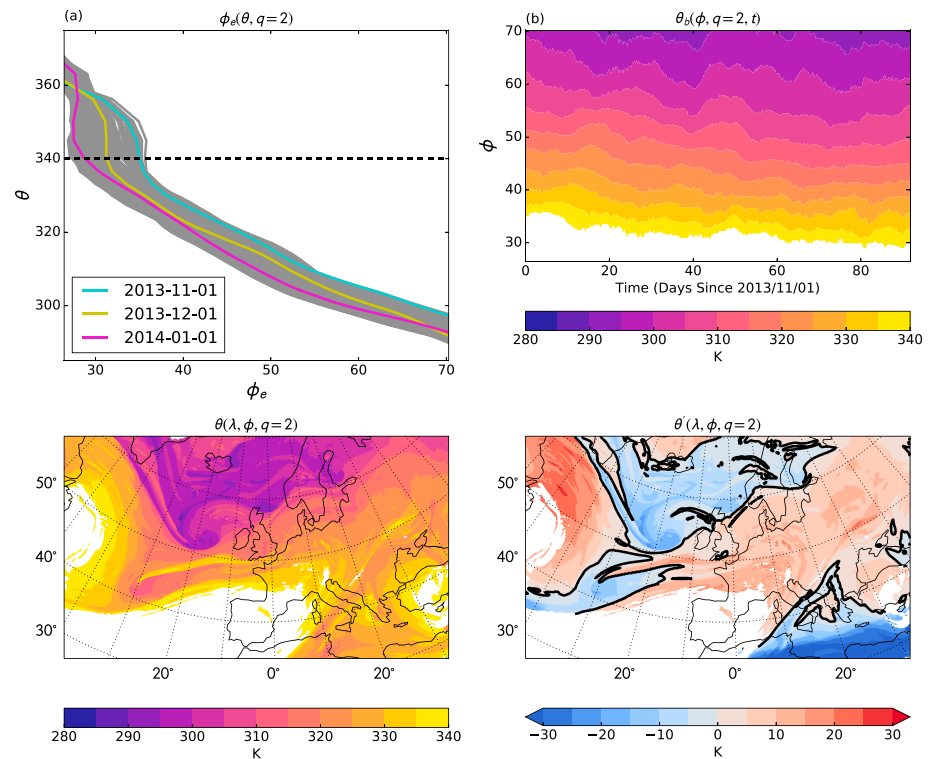 (a)
ϕₑ(θ, q = 2)
360
340
320
300
θ
2013-11-01
2013-12-01
2014-01-01
30 40 50 60 70
ϕₑ
(b)
θ_b(ϕ, q = 2, t)
70
60
50
40
30
ϕ
0 20 40 60 80
Time (Days Since 2013/11/01)
280 290 300 310 320 330 340
K
θ(λ, ϕ, q = 2)
50°
40°
30°
20° 0° 20°
280 290 300 310 320 330 340
K
θ′(λ, ϕ, q = 2)
50°
40°
30°
20° 0° 20°
−30 −20 −10 0 10 20 30
K